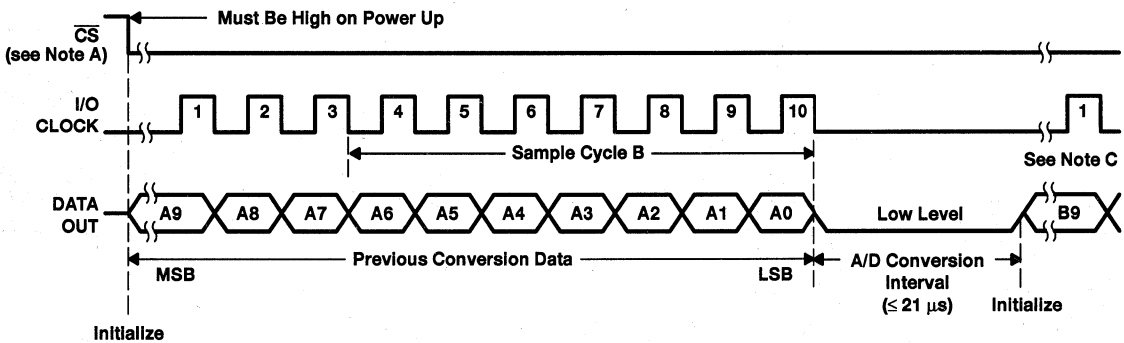 Must Be High on Power Up
CS
(see Note A)
I/O
CLOCK
1 2 3 4 5 6 7 8 9 10 1
Sample Cycle B
See Note C
DATA
OUT
A9 A8 A7 A6 A5 A4 A3 A2 A1 A0 Low Level B9
Previous Conversion Data
MSB LSB
A/D Conversion
Interval
(≤ 21 μs)
Initialize
Initialize